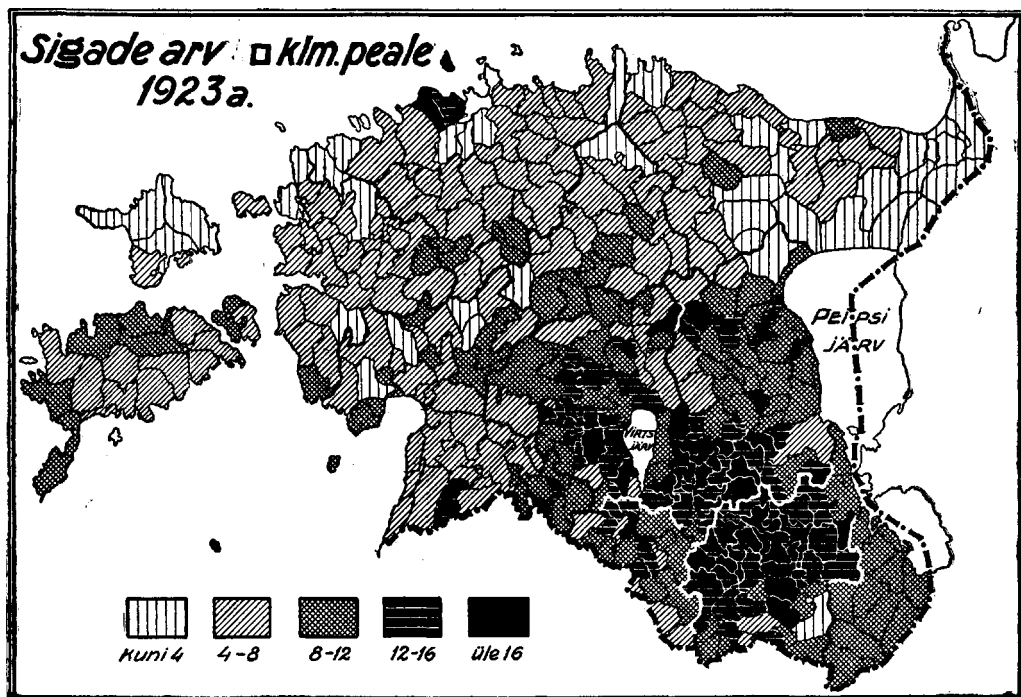 Sigade arv □ klm. peale
1923 a.
PEIPSI
JÄRV
VIRTS
JÄRV
Kuni 4
4-8
8-12
12-16
üle 16